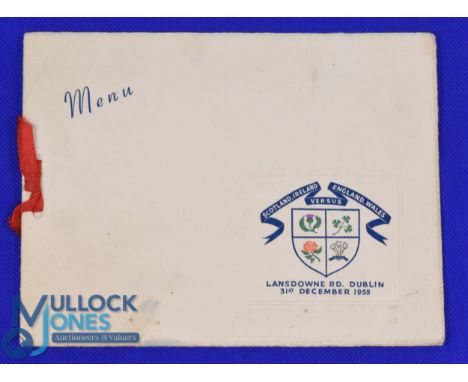 Menu
SCOTLAND, IRELAND
VERSUS
ENGLAND, WALES
LANSDOWNE RD. DUBLIN
31ST DECEMBER 1955
MULLOCK
JONES
Auctioneers & Valuers